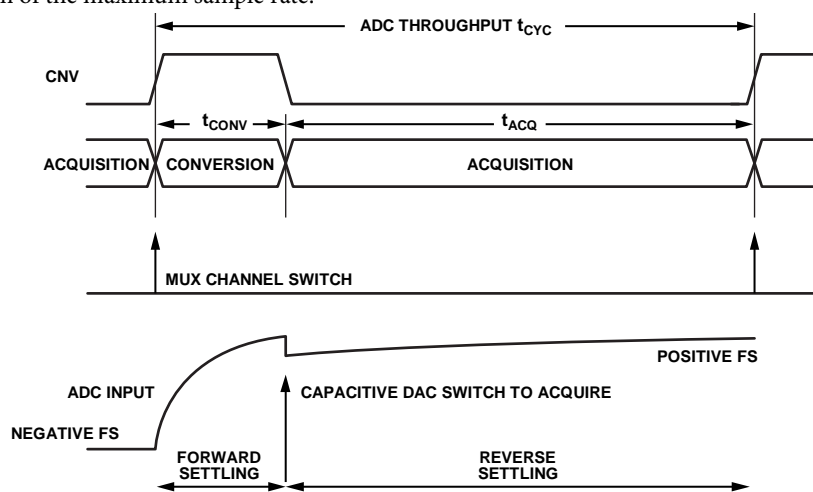 of the maximum sample rate.
ADC THROUGHPUT tCYC
CNV
tCONV
tACQ
ACQUISITION
CONVERSION
ACQUISITION
MUX CHANNEL SWITCH
POSITIVE FS
ADC INPUT
CAPACITIVE DAC SWITCH TO ACQUIRE
NEGATIVE FS
FORWARD
SETTLING
REVERSE
SETTLING